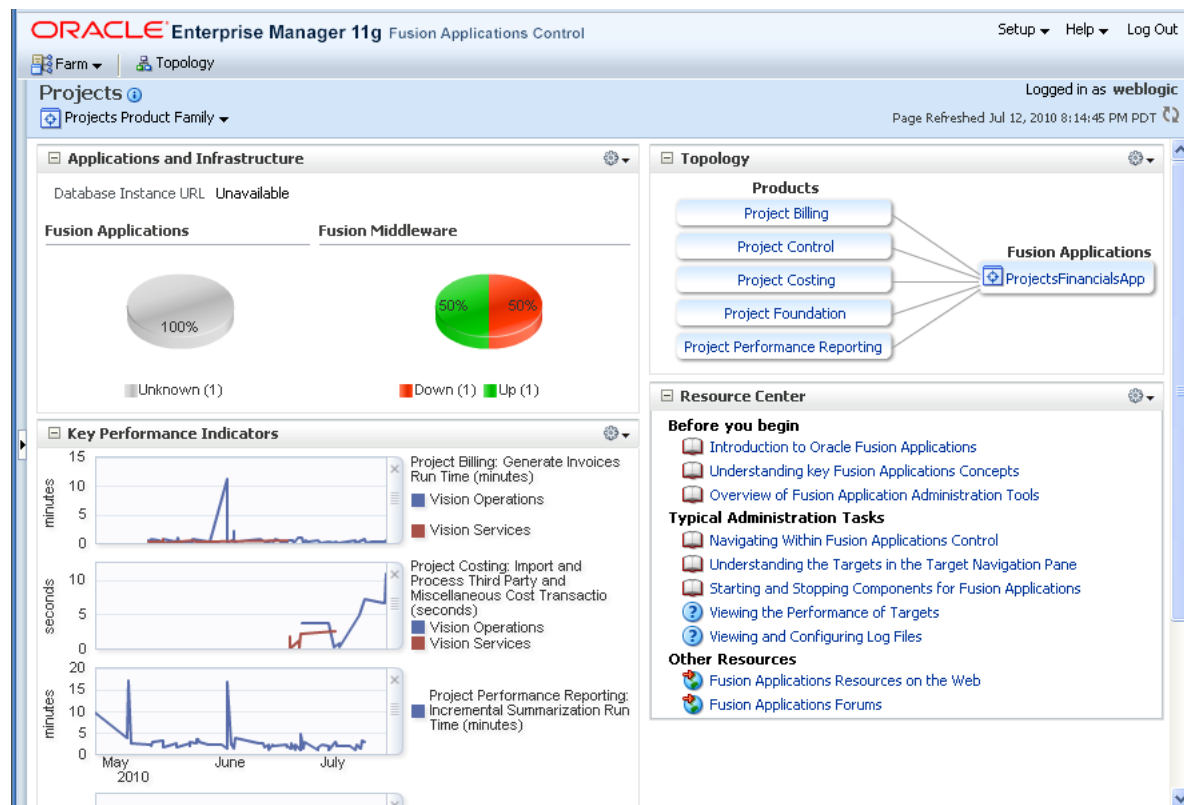 ORACLE Enterprise Manager 11g Fusion Applications Control
Setup Help Log Out
Farm Topology
Projects
Logged in as weblogic
Projects Product Family
Page Refreshed Jul 12, 2010 8:14:45 PM PDT
Applications and Infrastructure
Database Instance URL Unavailable
Fusion Applications
Fusion Middleware
100%
50%
50%
Unknown (1)
Down (1) Up (1)
Key Performance Indicators
15
10
5
0
minutes
Project Billing: Generate Invoices
Run Time (minutes)
Vision Operations
Vision Services
10
5
0
seconds
Project Costing: Import and
Process Third Party and
Miscellaneous Cost Transactio
(seconds)
Vision Operations
Vision Services
20
15
10
5
0
minutes
Project Performance Reporting:
Incremental Summarization Run
Time (minutes)
May
2010
June
July
Topology
Products
Project Billing
Project Control
Project Costing
Project Foundation
Project Performance Reporting
Fusion Applications
ProjectsFinancialsApp
Resource Center
Before you begin
Introduction to Oracle Fusion Applications
Understanding key Fusion Applications Concepts
Overview of Fusion Application Administration Tools
Typical Administration Tasks
Navigating Within Fusion Applications Control
Understanding the Targets in the Target Navigation Pane
Starting and Stopping Components for Fusion Applications
Viewing the Performance of Targets
Viewing and Configuring Log Files
Other Resources
Fusion Applications Resources on the Web
Fusion Applications Forums